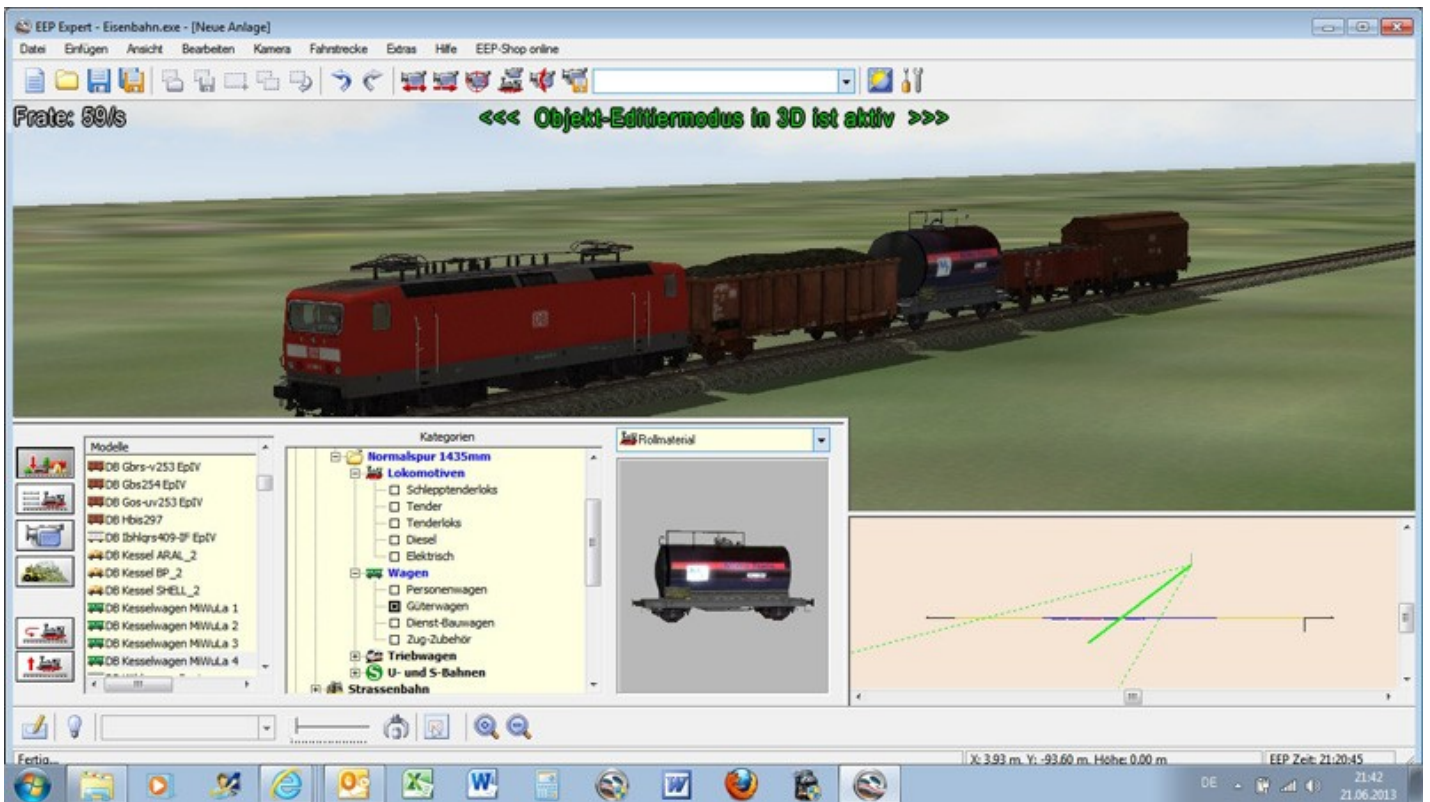 EEP Expert - Eisenbahn.exe - [Neue Anlage]
Datei Einfügen Ansicht Bearbeiten Kamera Fahrstrecke Extras Hilfe EEP-Shop online
Frate: 59/s
<<< Objekt-Editiermodus in 3D ist aktiv >>>
DB
Modelle
DB Gbrs-v253 EpIV
DB Gbs254 EpIV
DB Gos-uv253 EpIV
DB Hbis297
DB Ibhlqrs409-IF EpIV
DB Kessel ARAL_2
DB Kessel BP_2
DB Kessel SHELL_2
DB Kesselwagen MiWuLa 1
DB Kesselwagen MiWuLa 2
DB Kesselwagen MiWuLa 3
DB Kesselwagen MiWuLa 4
Kategorien
Normalspur 1435mm
Lokomotiven
Schlepptenderloks
Tender
Tenderloks
Diesel
Elektrisch
Wagen
Personenwagen
Güterwagen
Dienst-Bauwagen
Zug-Zubehör
Triebwagen
U- und S-Bahnen
Strassenbahn
Rollmaterial
Fertig...
X: 3.93 m. Y: -93.60 m. Höhe: 0.00 m
EEP Zeit: 21:20:45
DE
21:42
21.06.2013